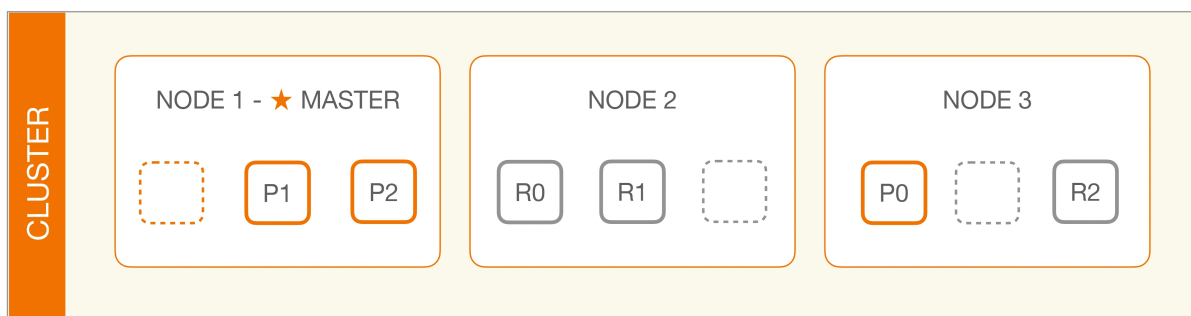 CLUSTER
NODE 1 - ★ MASTER
P1
P2
NODE 2
R0
R1
NODE 3
P0
R2